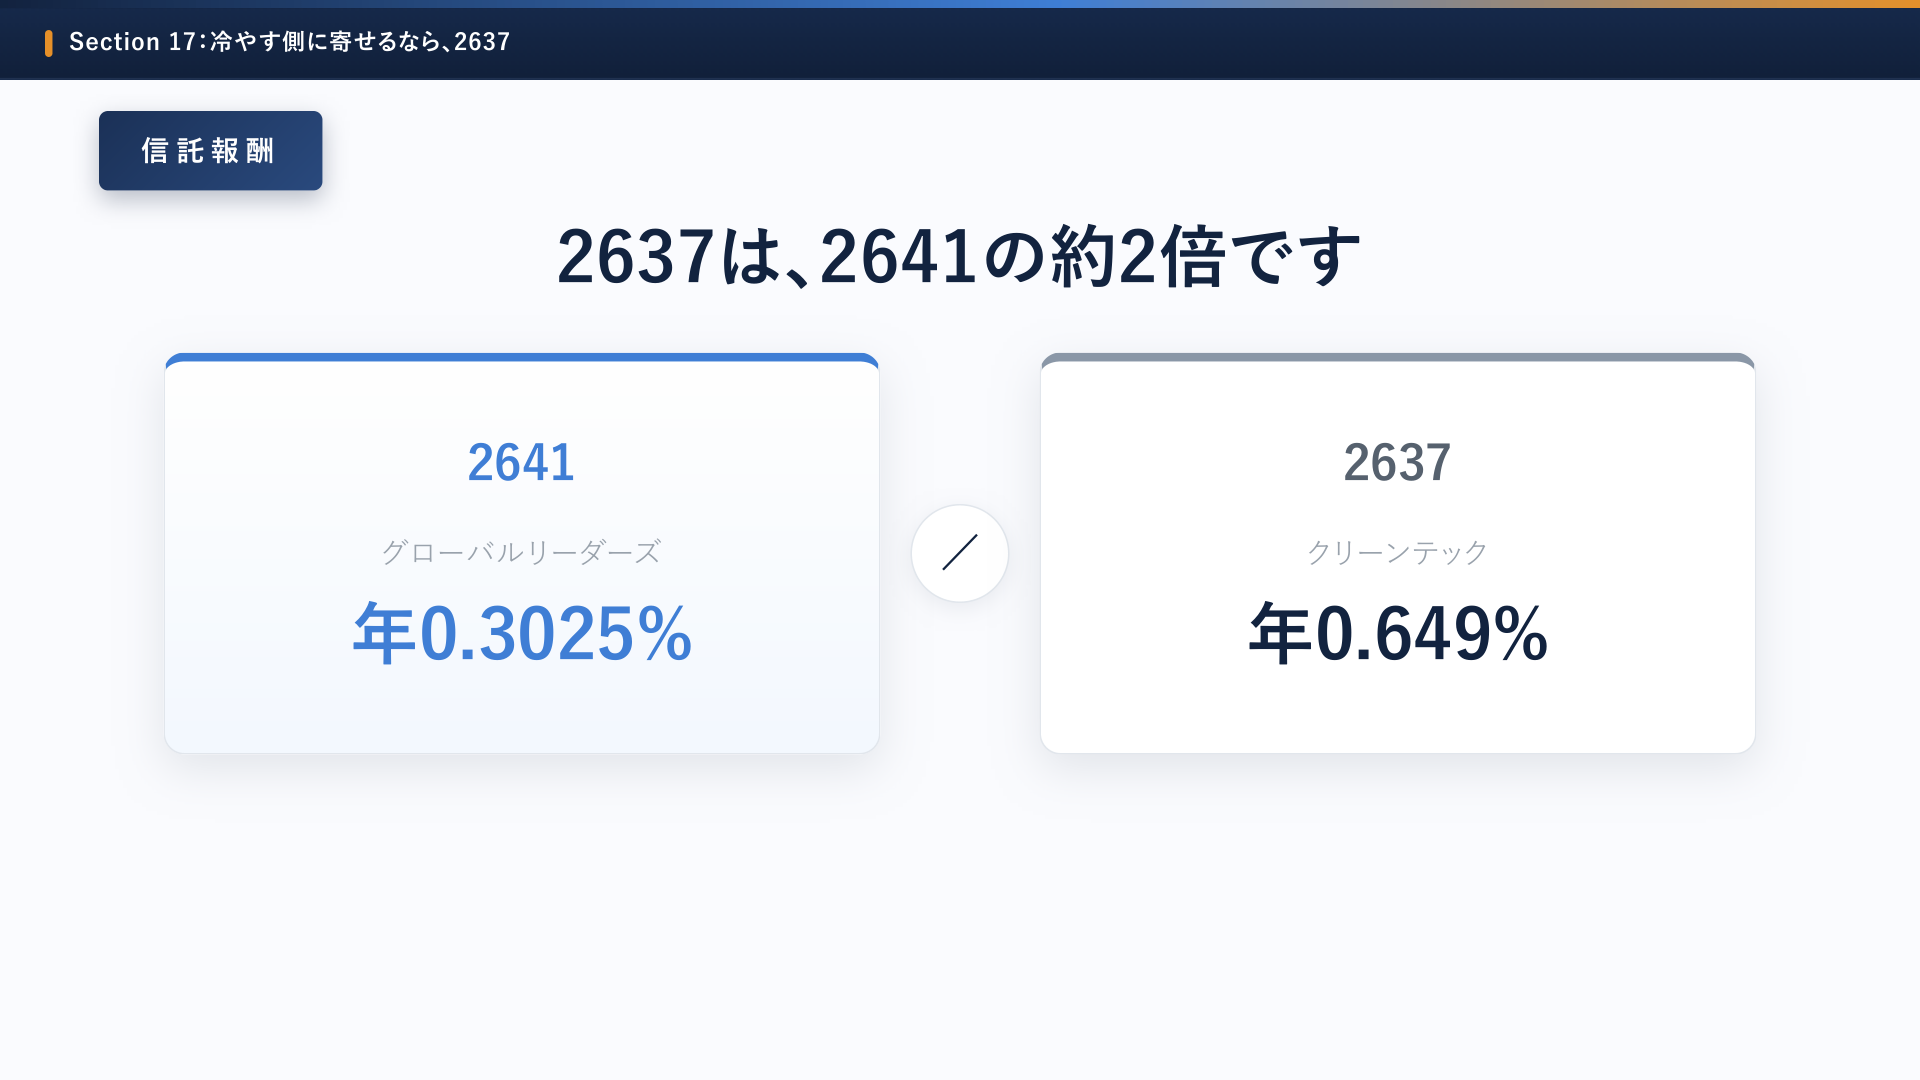 Section 17：冷やす側に寄せるなら、2637
信託報酬
2637は、2641の約2倍です
2641
グローバルリーダーズ
年0.3025%
／
2637
クリーンテック
年0.649%